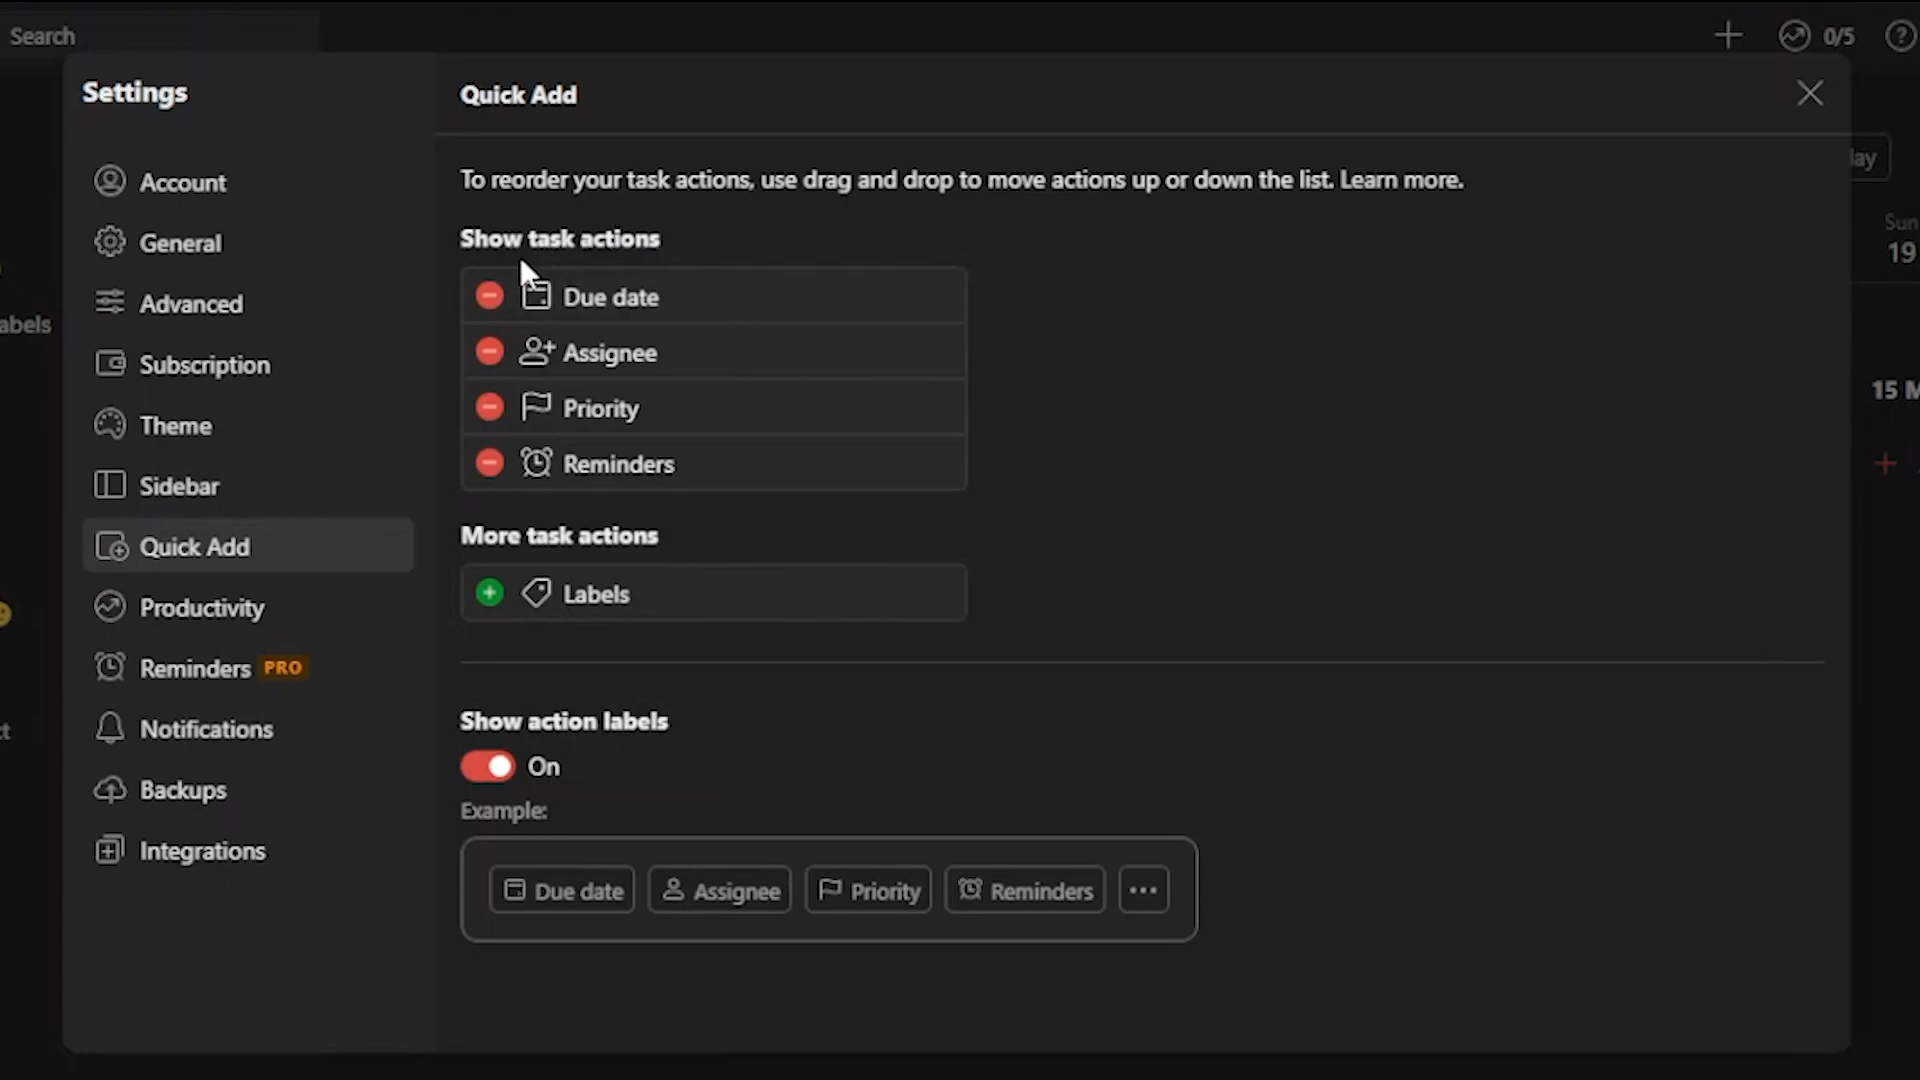 Search
0/5
Settings
Quick Add
To reorder your task actions, use drag and drop to move actions up or down the list. Learn more.
Account
General
Advanced
Subscription
Theme
Sidebar
Quick Add
Productivity
Reminders PRO
Notifications
Backups
Integrations
Show task actions
Due date
Assignee
Priority
Reminders
More task actions
Labels
Show action labels
On
Example:
Due date Assignee Priority Reminders
lay
Sun
19
15 M
abels